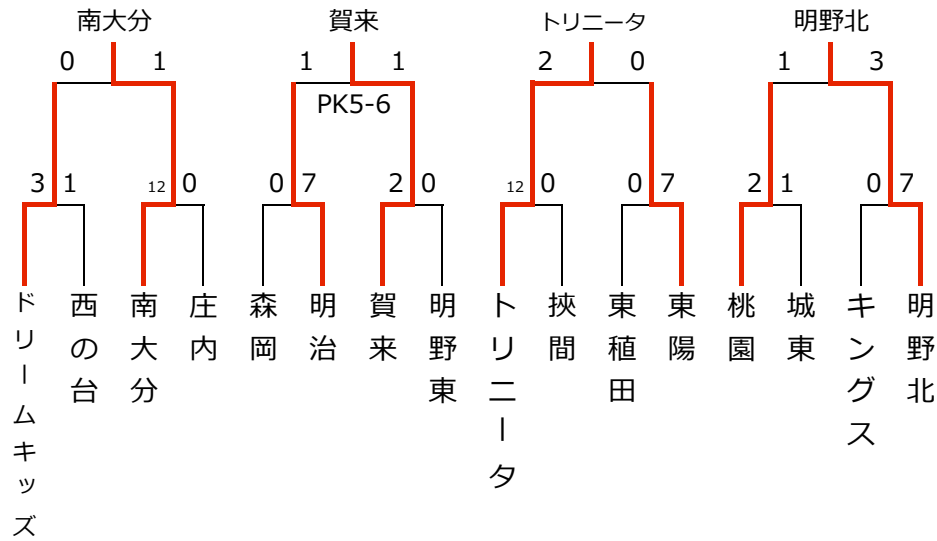 南大分 賀来 トリニータ 明野北
0 1 1 1 2 0 1 3
PK5-6
3 1 12 0 0 7 2 0 12 0 0 7 2 1 0 7
ドリームキッズ
西の台
南大分
庄内
森岡
明治
賀来
明野東
トリニータ
挾間
東稙田
東陽
桃園
城東
キングス
明野北